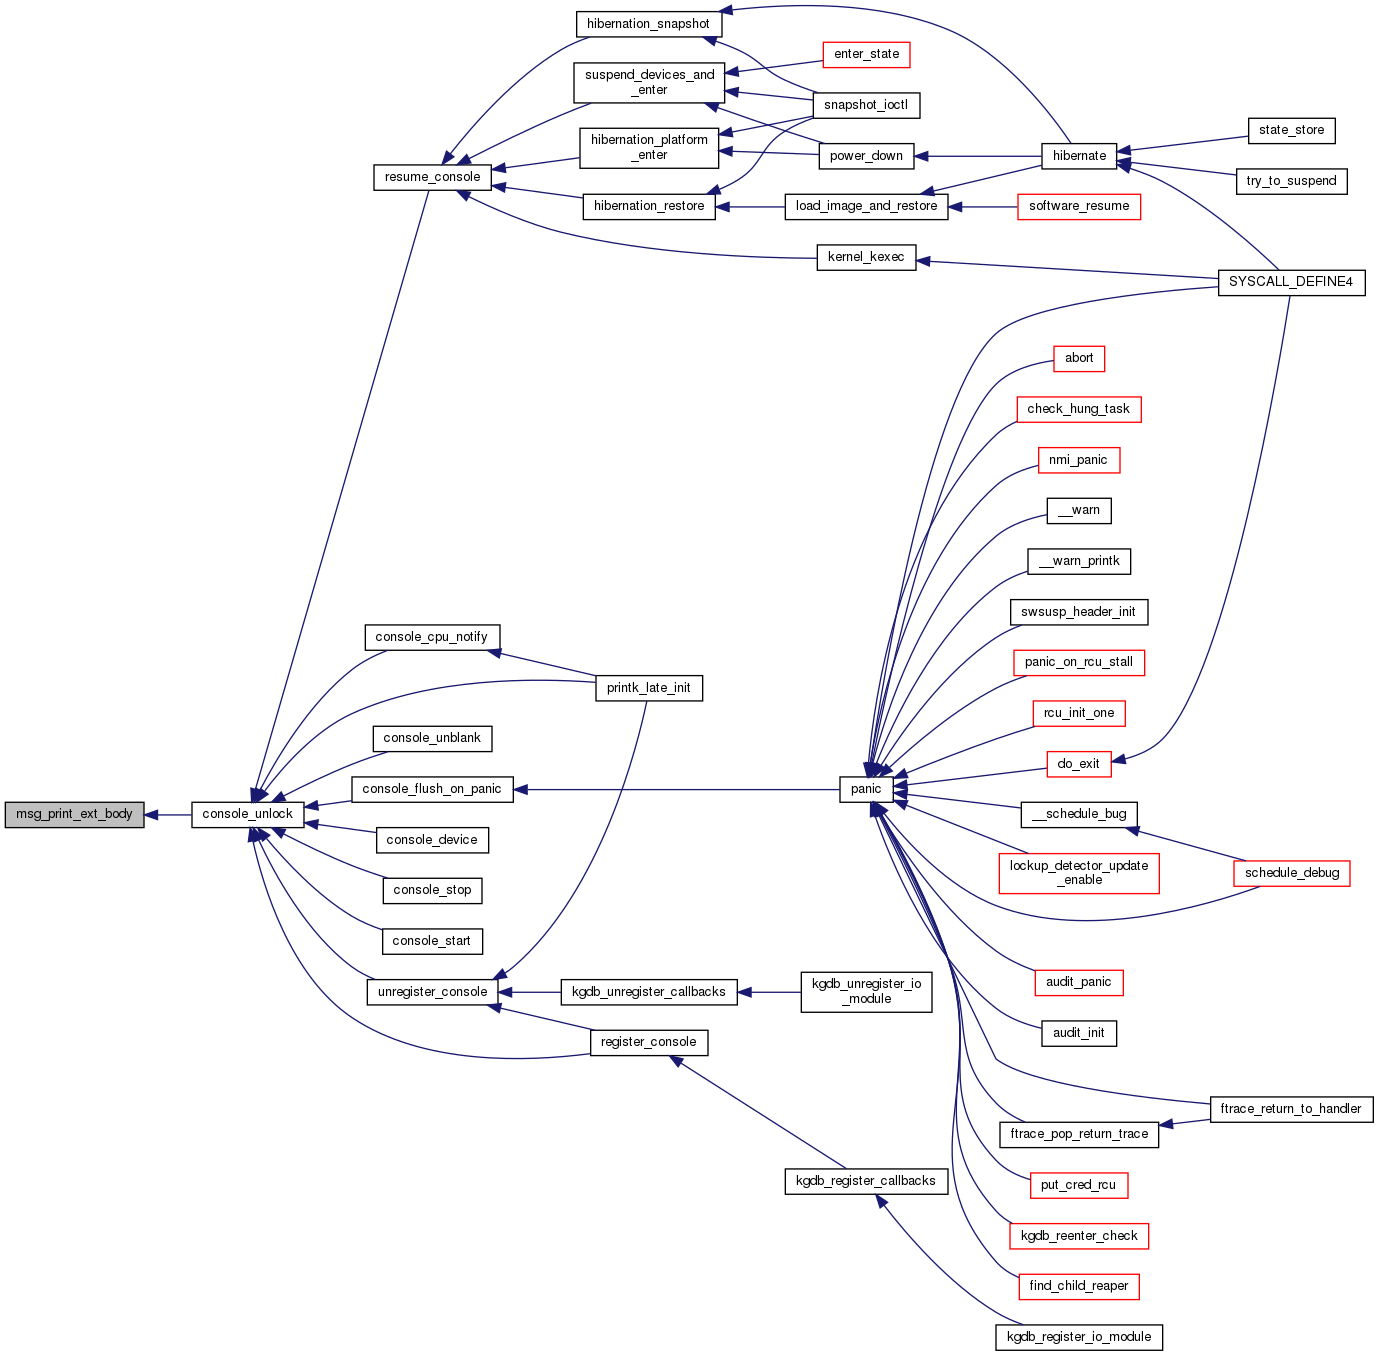 hibernation_snapshot
enter_state
suspend_devices_and
_enter
snapshot_ioctl
state_store
hibernation_platform
_enter
power_down
hibernate
resume_console
try_to_suspend
hibernation_restore
load_image_and_restore
software_resume
kernel_kexec
SYSCALL_DEFINE4
abort
check_hung_task
nmi_panic
__warn
__warn_printk
swsusp_header_init
console_cpu_notify
panic_on_rcu_stall
printk_late_init
rcu_init_one
console_unblank
do_exit
console_flush_on_panic
panic
msg_print_ext_body
console_unlock
__schedule_bug
console_device
lockup_detector_update
_enable
schedule_debug
console_stop
console_start
audit_panic
unregister_console
kgdb_unregister_callbacks
kgdb_unregister_io
_module
audit_init
register_console
ftrace_return_to_handler
ftrace_pop_return_trace
kgdb_register_callbacks
put_cred_rcu
kgdb_reenter_check
find_child_reaper
kgdb_register_io_module